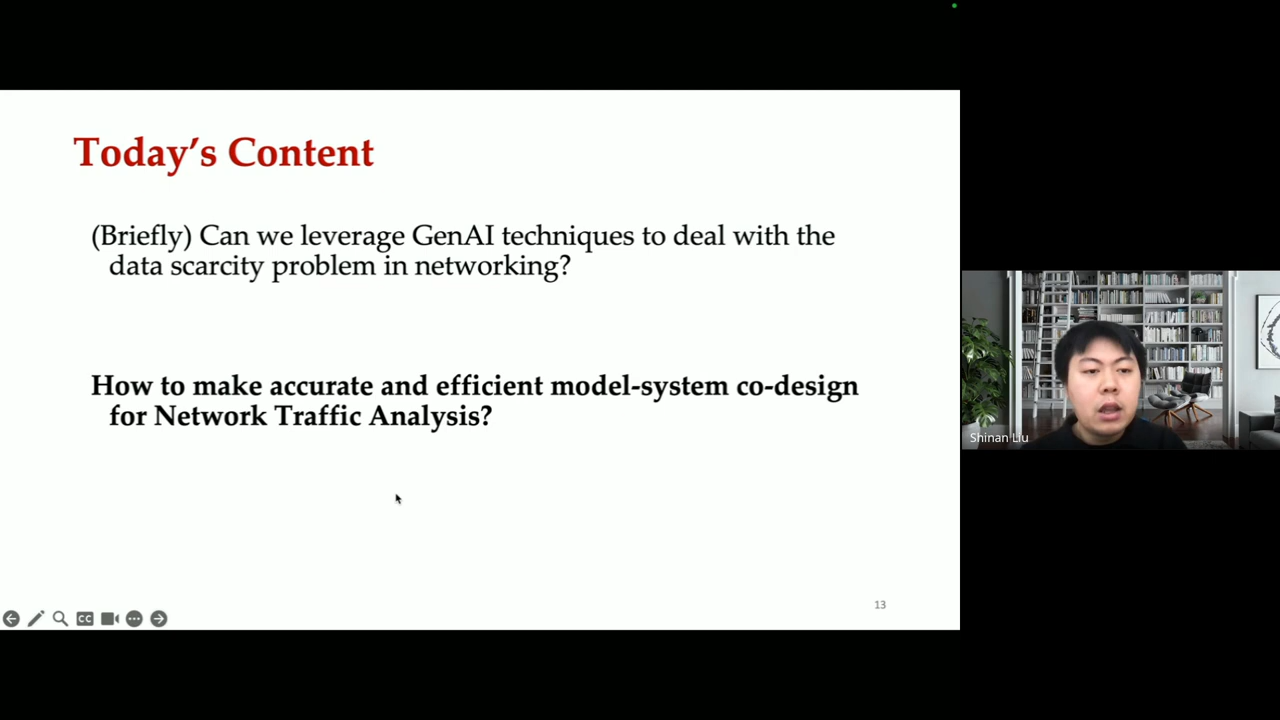 Today's Content
(Briefly) Can we leverage GenAI techniques to deal with the
data scarcity problem in networking?
How to make accurate and efficient model-system co-design
for Network Traffic Analysis?
Shinan Liu
13
CC